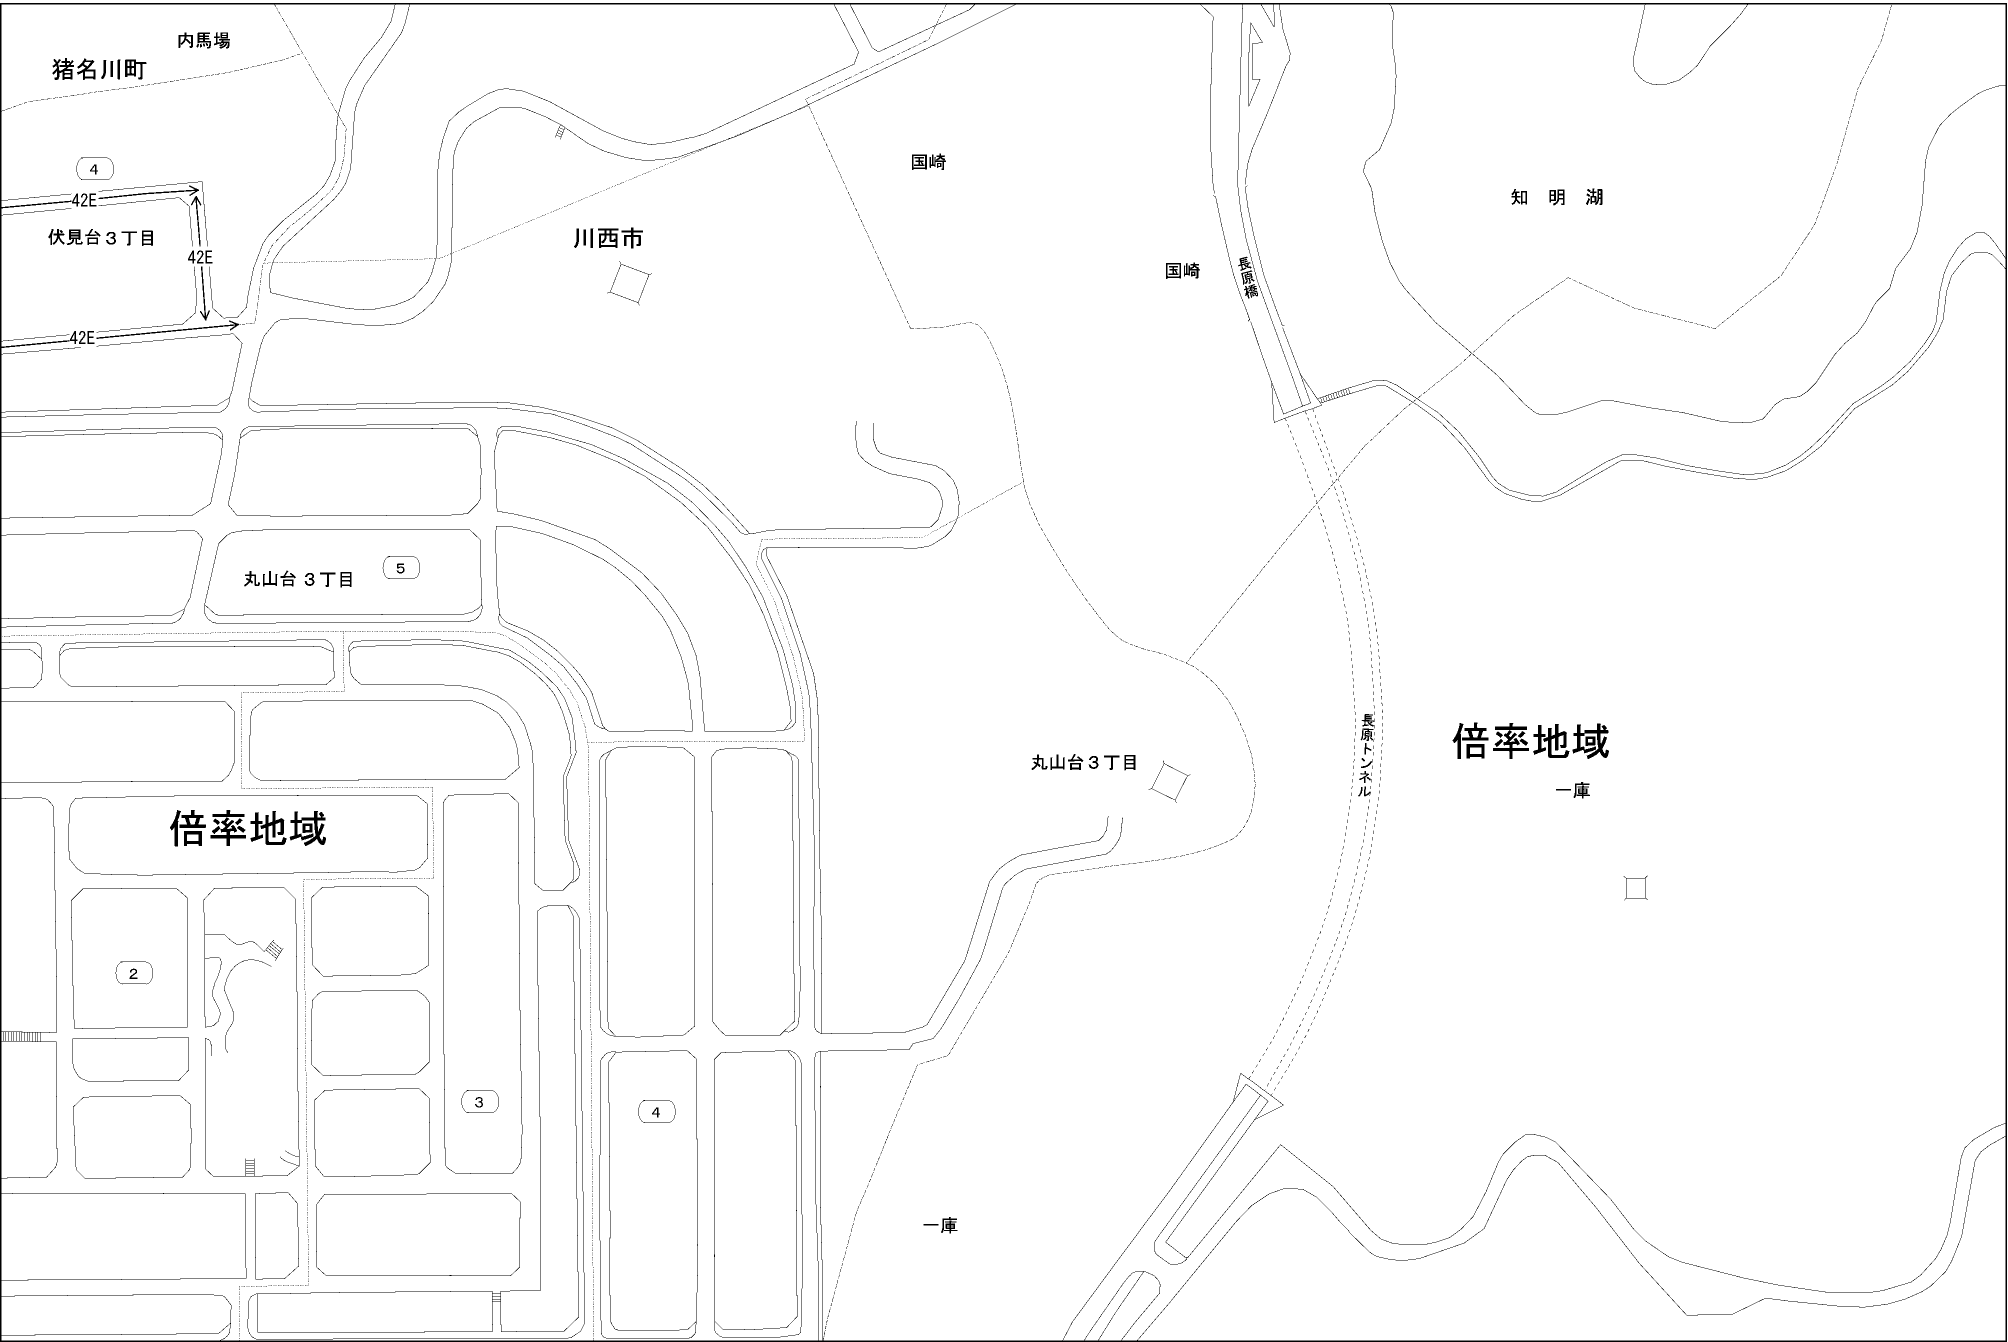 内馬場
猪名川町
4
42E
伏見台3丁目
42E
42E
川西市
国崎
国崎
長原橋
知明湖
丸山台3丁目
5
丸山台3丁目
長原トンネル
倍率地域
一庫
倍率地域
2
3
4
一庫